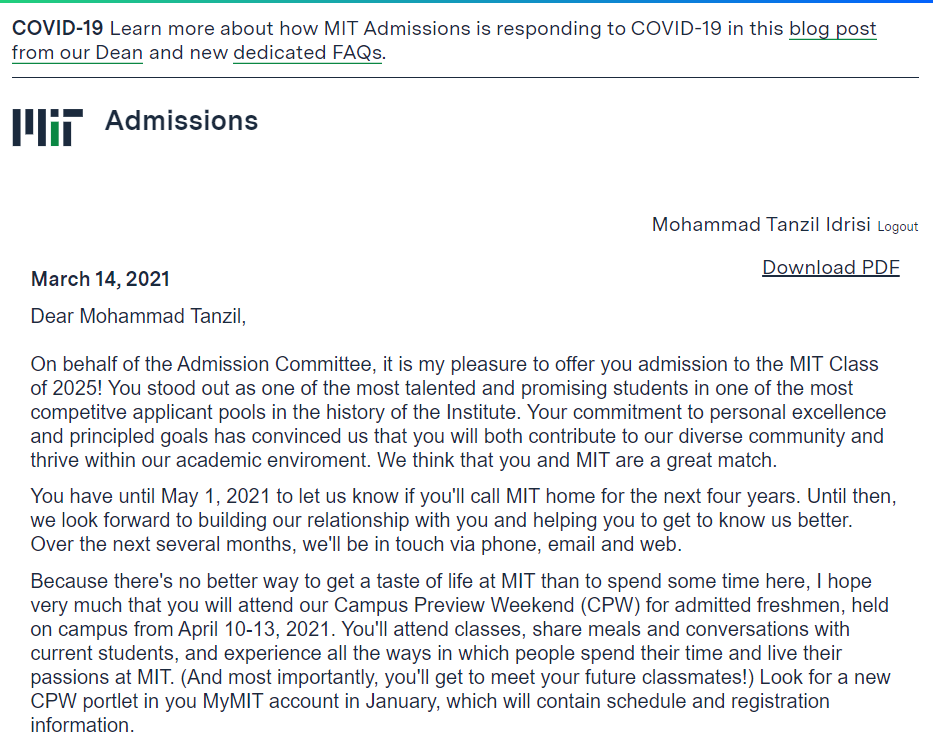 COVID-19 Learn more about how MIT Admissions is responding to COVID-19 in this blog post
from our Dean and new dedicated FAQs.
MIT Admissions
Mohammad Tanzil Idrisi Logout
Download PDF
March 14, 2021
Dear Mohammad Tanzil,
On behalf of the Admission Committee, it is my pleasure to offer you admission to the MIT Class
of 2025! You stood out as one of the most talented and promising students in one of the most
competitve applicant pools in the history of the Institute. Your commitment to personal excellence
and principled goals has convinced us that you will both contribute to our diverse community and
thrive within our academic enviroment. We think that you and MIT are a great match.
You have until May 1, 2021 to let us know if you'll call MIT home for the next four years. Until then,
we look forward to building our relationship with you and helping you to get to know us better.
Over the next several months, we'll be in touch via phone, email and web.
Because there's no better way to get a taste of life at MIT than to spend some time here, I hope
very much that you will attend our Campus Preview Weekend (CPW) for admitted freshmen, held
on campus from April 10-13, 2021. You'll attend classes, share meals and conversations with
current students, and experience all the ways in which people spend their time and live their
passions at MIT. (And most importantly, you'll get to meet your future classmates!) Look for a new
CPW portlet in you MyMIT account in January, which will contain schedule and registration
information.